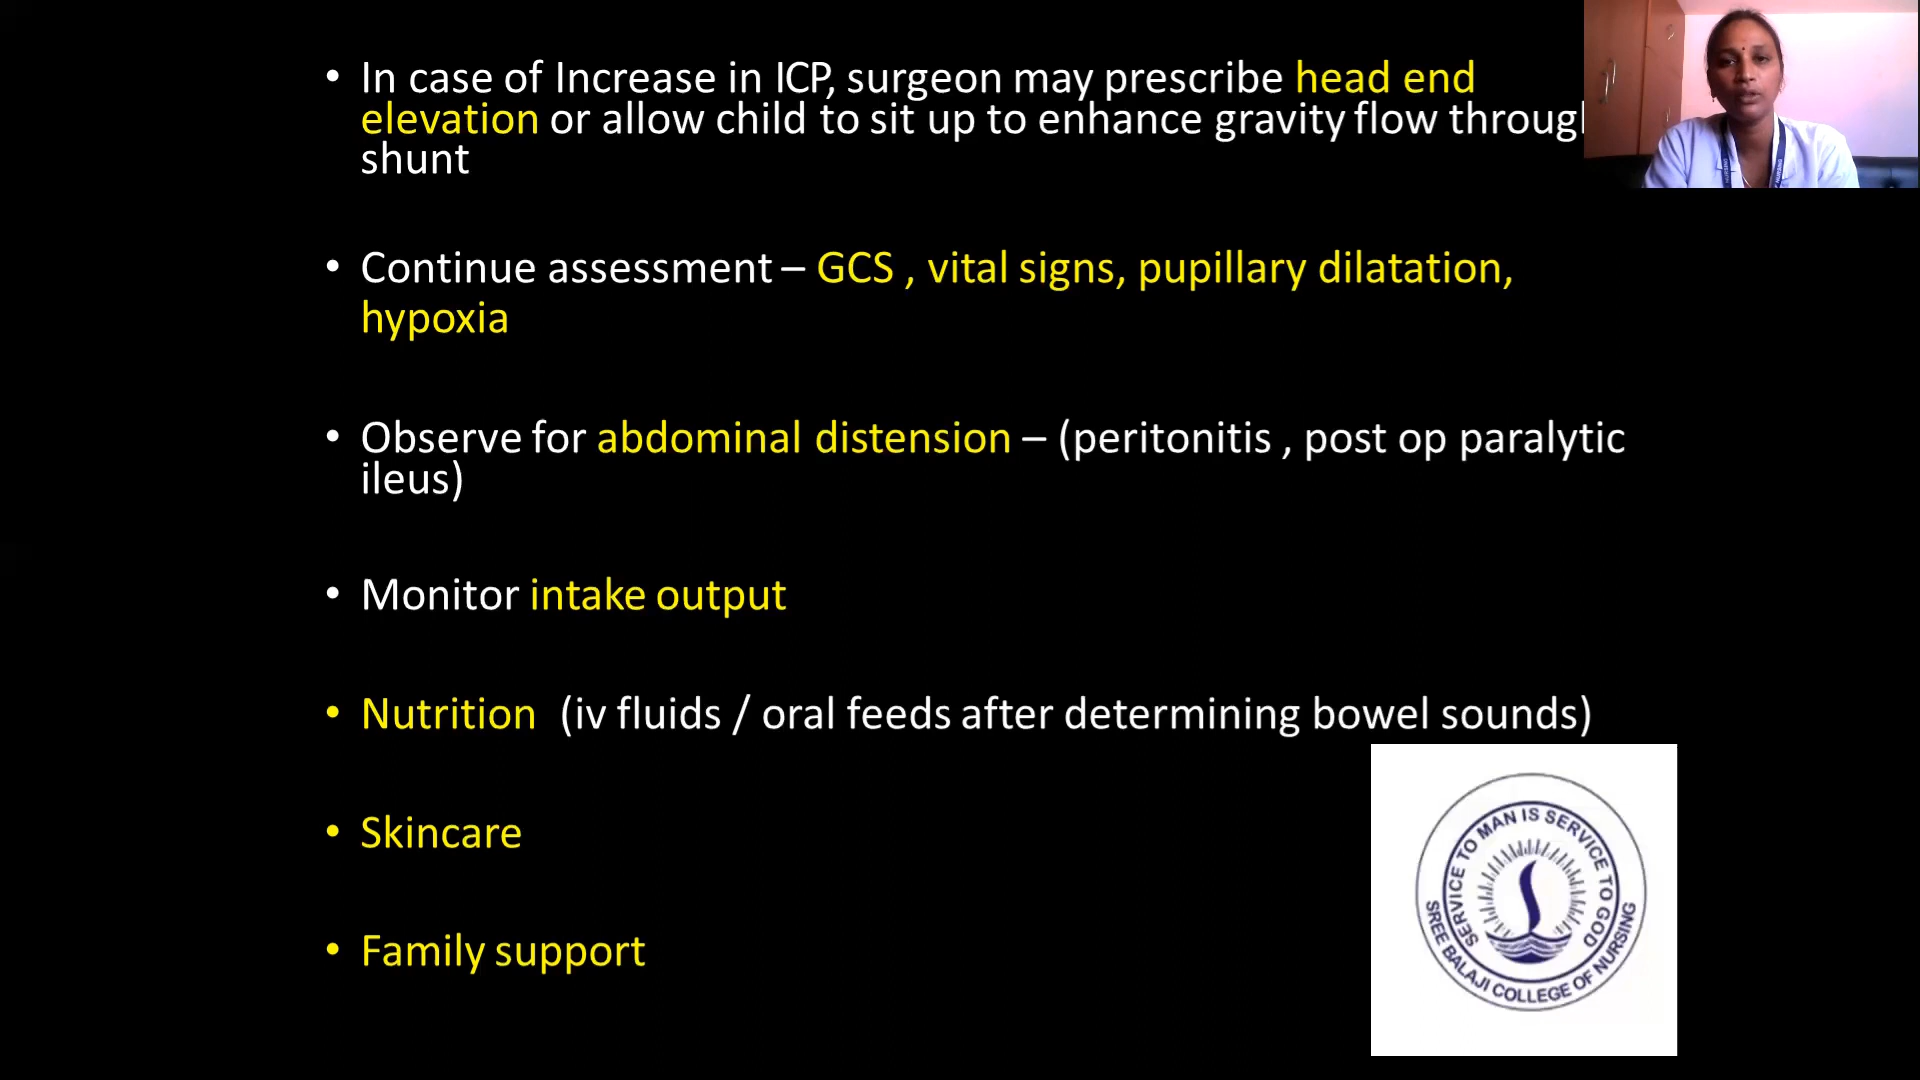 • In case of Increase in ICP, surgeon may prescribe head end
elevation or allow child to sit up to enhance gravity flow throug
shunt
• Continue assessment – GCS , vital signs, pupillary dilatation,
hypoxia
• Observe for abdominal distension – (peritonitis , post op paralytic
ileus)
• Monitor intake output
• Nutrition (iv fluids / oral feeds after determining bowel sounds)
• Skincare
• Family support
SERVICE TO MAN IS SERVICE TO GOD
SREE BALAJI COLLEGE OF NURSING